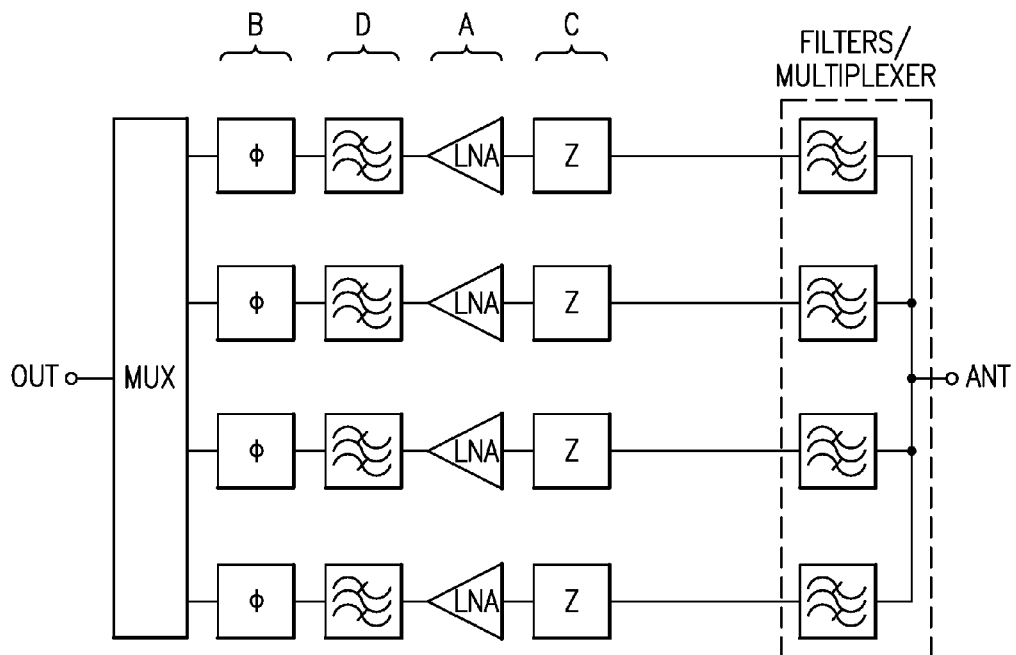 B D A C
FILTERS/
MULTIPLEXER
ɸ LNA Z
ɸ LNA Z
OUT MUX ANT
ɸ LNA Z
ɸ LNA Z